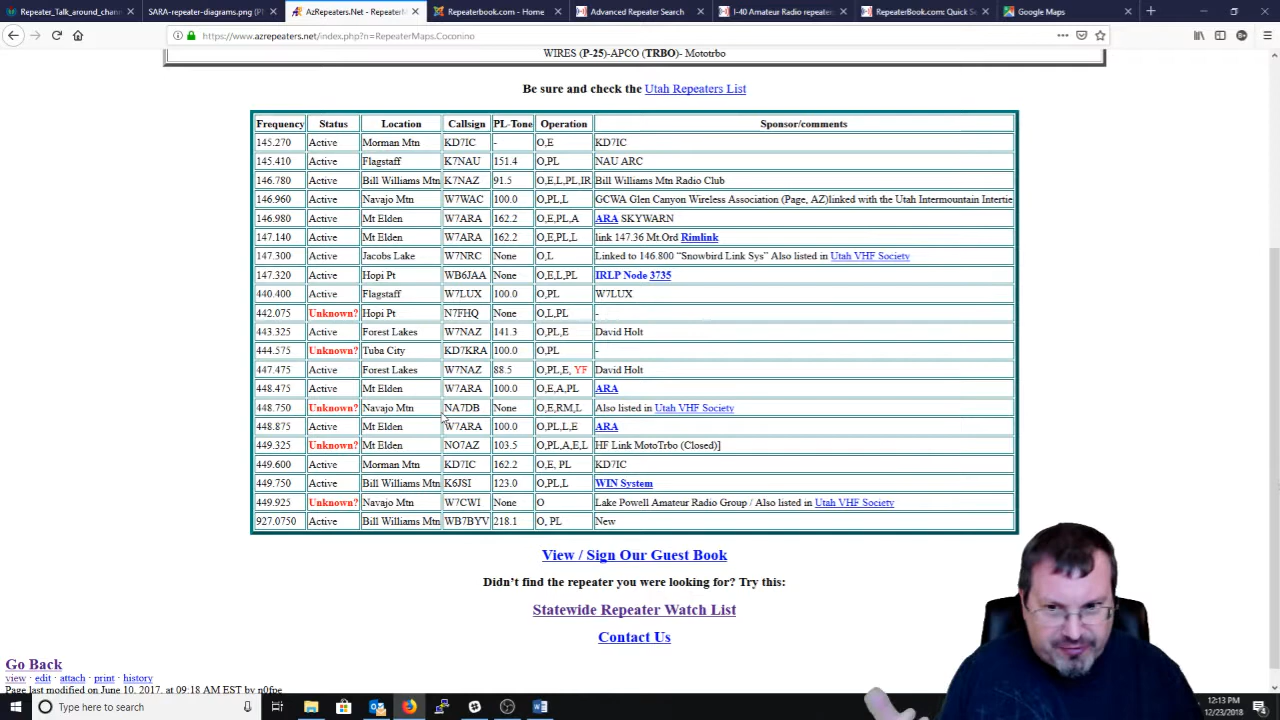 Repeater_Talk_around_chann
SARA-repeater-diagrams.png (P
AzRepeaters.Net - RepeaterM
Repeaterbook.com - Home
Advanced Repeater Search
I-40 Amateur Radio repeaters
RepeaterBook.com: Quick S
Google Maps
https://www.azrepeaters.net/index.php?n=RepeaterMaps.Coconino
WIRES (P-25)-APCO (TRBO)- Mototrbo
Be sure and check the Utah Repeaters List
Frequency Status Location Callsign PL-Tone Operation Sponsor/comments
145.270 Active Morman Mtn KD7IC - O,E KD7IC
145.410 Active Flagstaff K7NAU 151.4 O,PL NAU ARC
146.780 Active Bill Williams Mtn K7NAZ 91.5 O,E,L,PL,IR Bill Williams Mtn Radio Club
146.960 Active Navajo Mtn W7WAC 100.0 O,PL,L GCWA Glen Canyon Wireless Association (Page, AZ)linked with the Utah Intermountain Intertie
146.980 Active Mt Elden W7ARA 162.2 O,E,PL,A ARA SKYWARN
147.140 Active Mt Elden W7ARA 162.2 O,E,PL,L link 147.36 Mt.Ord Rimlink
147.300 Active Jacobs Lake W7NRC None O,L Linked to 146.800 “Snowbird Link Sys” Also listed in Utah VHF Society
147.320 Active Hopi Pt WB6JAA None O,E,L,PL IRLP Node 3735
440.400 Active Flagstaff W7LUX 100.0 O,PL W7LUX
442.075 Unknown? Hopi Pt N7FHQ None O,L,PL -
443.325 Active Forest Lakes W7NAZ 141.3 O,PL,E David Holt
444.575 Unknown? Tuba City KD7KRA 100.0 O,PL -
447.475 Active Forest Lakes W7NAZ 88.5 O,PL,E, YF David Holt
448.475 Active Mt Elden W7ARA 100.0 O,E,A,PL ARA
448.750 Unknown? Navajo Mtn NA7DB None O,E,RM,L Also listed in Utah VHF Society
448.875 Active Mt Elden W7ARA 100.0 O,PL,L,E ARA
449.325 Unknown? Mt Elden NO7AZ 103.5 O,PL,A,E,L HF Link MotoTrbo (Closed)]
449.600 Active Morman Mtn KD7IC 162.2 O,E, PL KD7IC
449.750 Active Bill Williams Mtn K6JSI 123.0 O,PL,L WIN System
449.925 Unknown? Navajo Mtn W7CWI None O Lake Powell Amateur Radio Group / Also listed in Utah VHF Society
927.0750 Active Bill Williams Mtn WB7BYV 218.1 O, PL New
View / Sign Our Guest Book
Didn’t find the repeater you were looking for? Try this:
Statewide Repeater Watch List
Contact Us
Go Back
view · edit · attach · print · history
Page last modified on June 10, 2017, at 09:18 AM EST by n0fpe
Type here to search
12:13 PM
12/23/2018